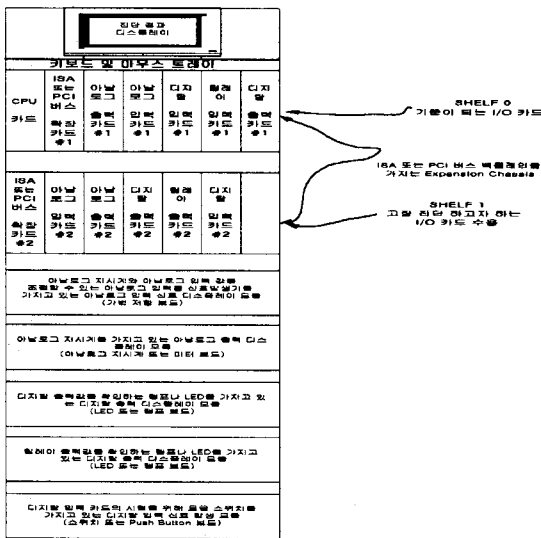 진단 결과
디스플레이
키보드 및 마우스 트레이
CPU
카드
ISA
또는
PCI
버스
확장
카드
#1
아날
로그
출력
카드
#1
아날
로그
입력
카드
#1
디지
탈
입력
카드
#1
릴레
이
입력
카드
#1
디지
탈
출력
카드
#1
ISA
또는
PCI
버스
확장
카드
#2
아날
로그
입력
카드
#2
아날
로그
출력
카드
#2
디지
탈
출력
카드
#2
릴레
이
출력
카드
#2
디지
탈
입력
카드
#2
SHELF 0
기준이 되는 I/O 카드
ISA 또는 PCI 버스 백플레인을
가지는 Expansion Chassis
SHELF 1
고장 진단 하고자 하는
I/O 카드 수용
아날로그 지시계와 아날로그 입력 값을
조절할 수 있는 아날로그 입력용 신호발생기를
가지고 있는 아날로그 입력 신호 디스플레이 모듈
(가변 저항 보드)
아날로그 지시계를 가지고 있는 아날로그 출력 디스
플레이 모듈
(아날로그 지시계 또는 미터 보드)
디지탈 출력값을 확인하는 램프나 LED를 가지고 있
는 디지탈 출력 디스플레이 모듈
(LED 또는 램프 보드)
릴레이 출력값을 확인하는 램프나 LED를 가지고
있는 디지탈 출력 디스플레이 모듈
(LED 또는 램프 보드)
디지탈 입력 카드의 시험을 위해 토글 스위치를
가지고 있는 디지탈 입력 신호 발생 모듈
(스위치 또는 Push Button 보드)